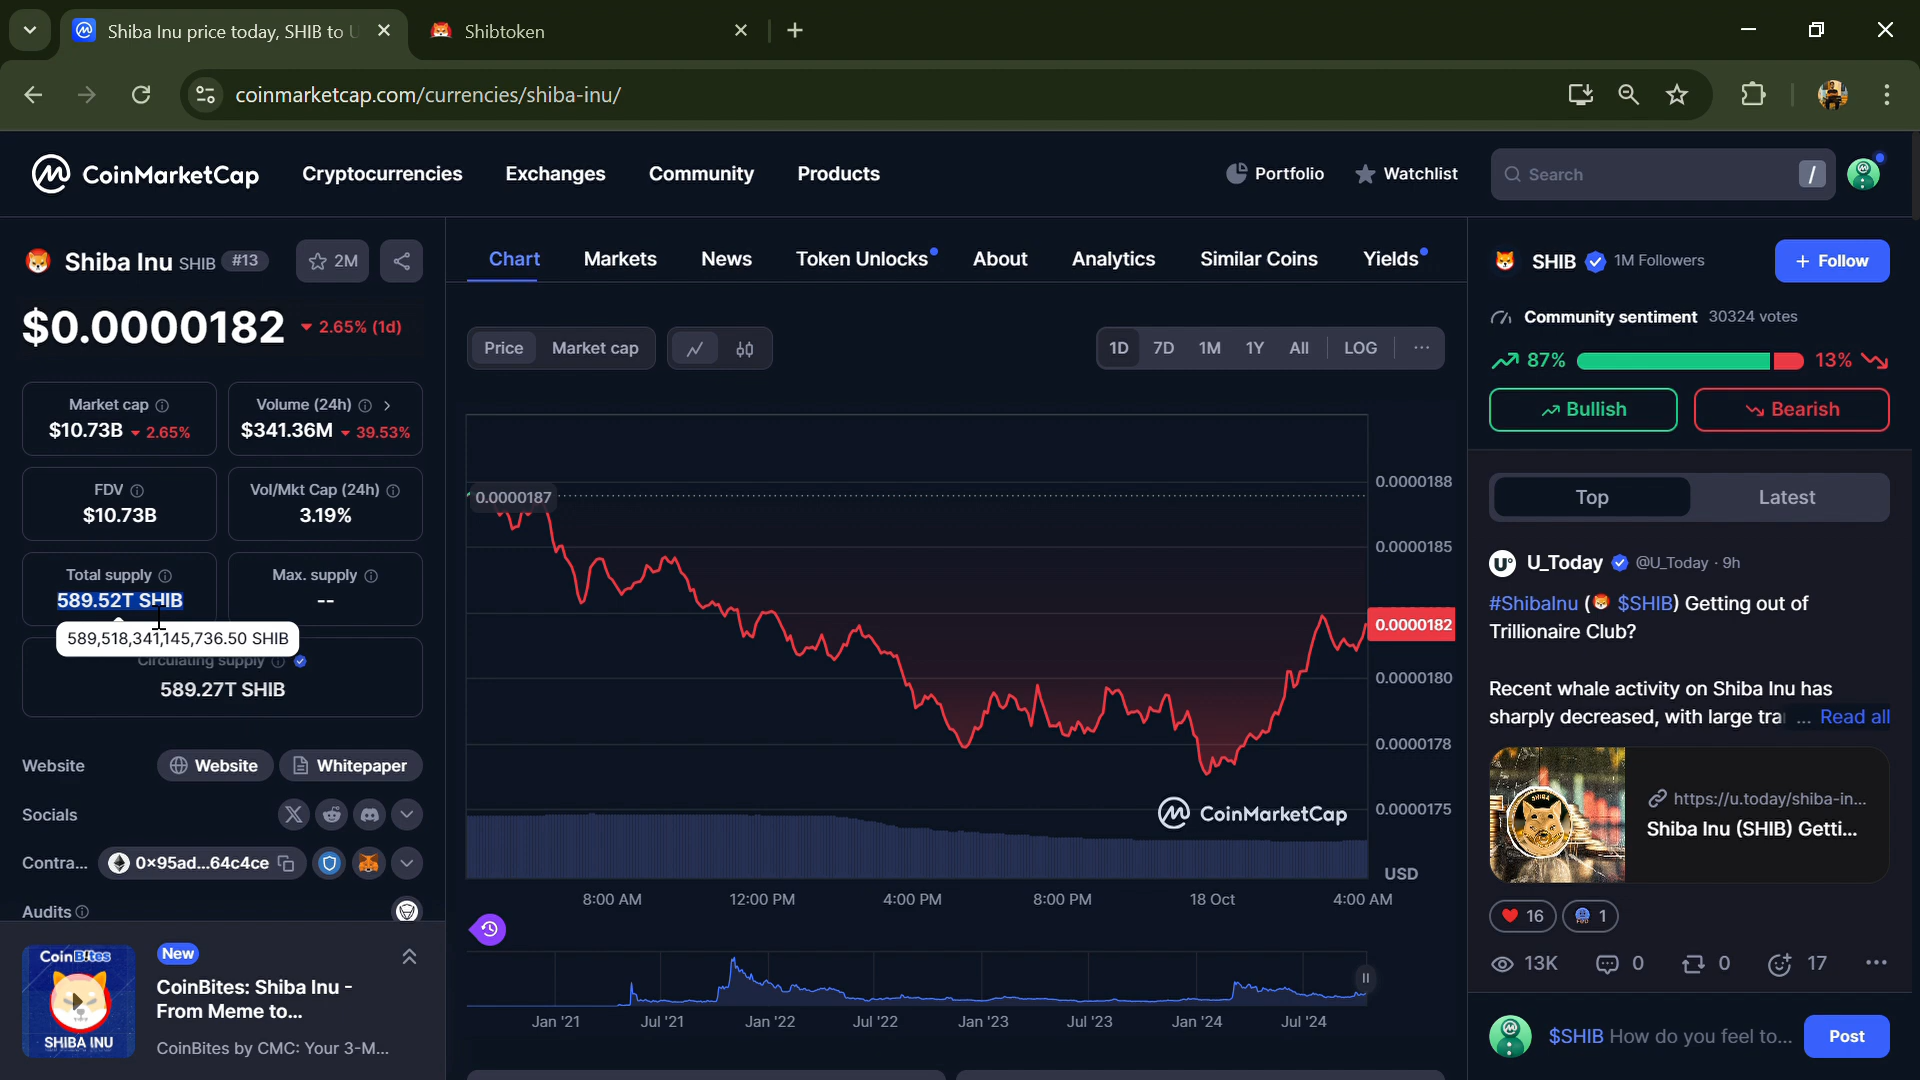 Shiba Inu price today, SHIB to U
Shibtoken
coinmarketcap.com/currencies/shiba-inu/
CoinMarketCap
Cryptocurrencies Exchanges Community Products
Portfolio Watchlist
Search /
Shiba Inu SHIB #13 2M
$0.0000182 2.65% (1d)
Market cap
$10.73B 2.65%
Volume (24h)
$341.36M 39.53%
FDV
$10.73B
Vol/Mkt Cap (24h)
3.19%
Total supply
589.52T SHIB
Max. supply
--
589,518,341,145,736.50 SHIB
Circulating supply
589.27T SHIB
Website Website Whitepaper
Socials
Contra... 0x95ad...64c4ce
Audits
CoinB!tes
SHIBA INU
New
CoinBites: Shiba Inu -
From Meme to...
CoinBites by CMC: Your 3-M...
Chart Markets News Token Unlocks About Analytics Similar Coins Yields
Price Market cap
1D 7D 1M 1Y All LOG ...
0.0000187
0.0000188
0.0000185
0.0000182
0.0000180
0.0000178
0.0000175
CoinMarketCap
USD
8:00 AM 12:00 PM 4:00 PM 8:00 PM 18 Oct 4:00 AM
Jan '21 Jul '21 Jan '22 Jul '22 Jan '23 Jul '23 Jan '24 Jul '24
SHIB 1M Followers
+ Follow
Community sentiment 30324 votes
87% 13%
Bullish Bearish
Top Latest
U_Today @U_Today · 9h
#ShibaInu ( $SHIB) Getting out of
Trillionaire Club?
Recent whale activity on Shiba Inu has
sharply decreased, with large tra ... Read all
https://u.today/shiba-in...
Shiba Inu (SHIB) Getti...
16 1
13K 0 0 17
$SHIB How do you feel to...
Post